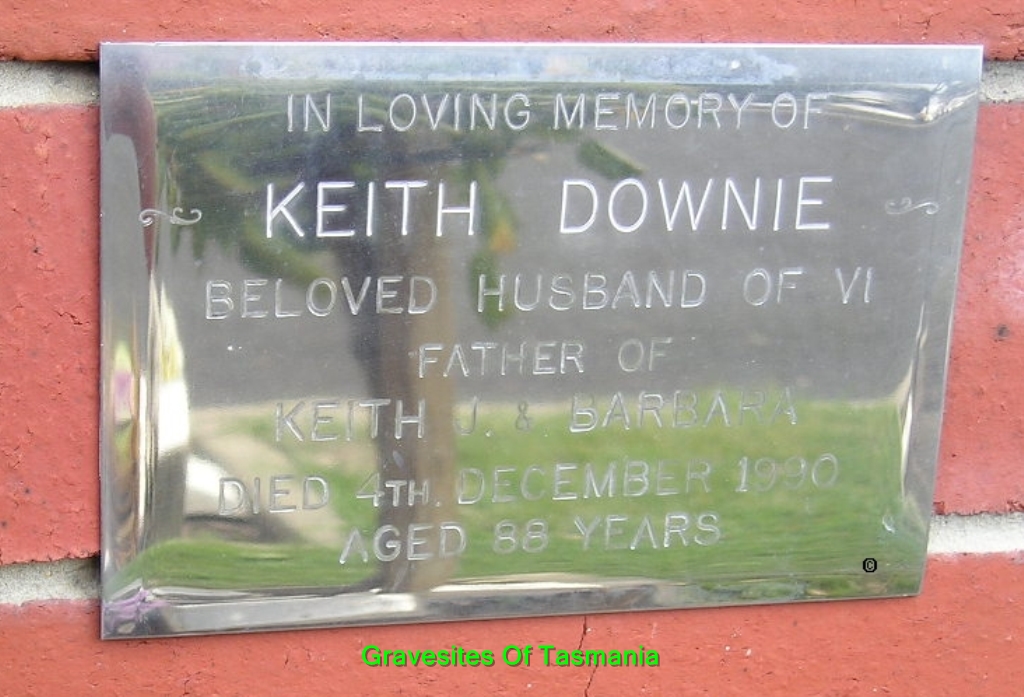 IN LOVING MEMORY OF
KEITH DOWNIE
BELOVED HUSBAND OF VI
FATHER OF
KEITH J. & BARBARA
DIED 4TH. DECEMBER 1990
AGED 88 YEARS
©
Gravesites Of Tasmania